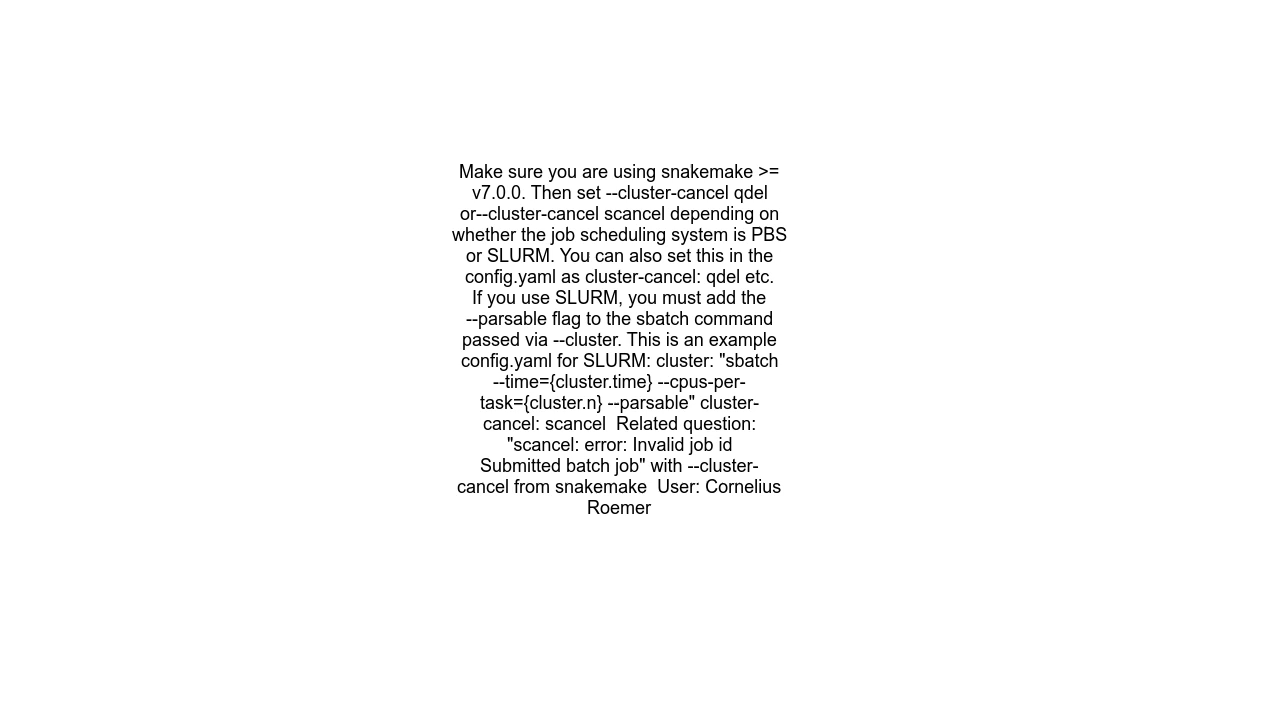 Make sure you are using snakemake >=
v7.0.0. Then set --cluster-cancel qdel
or--cluster-cancel scancel depending on
whether the job scheduling system is PBS
or SLURM. You can also set this in the
config.yaml as cluster-cancel: qdel etc.
If you use SLURM, you must add the
--parsable flag to the sbatch command
passed via --cluster. This is an example
config.yaml for SLURM: cluster: "sbatch
--time={cluster.time} --cpus-per-
task={cluster.n} --parsable" cluster-
cancel: scancel  Related question:
"scancel: error: Invalid job id
Submitted batch job" with --cluster-
cancel from snakemake  User: Cornelius
Roemer